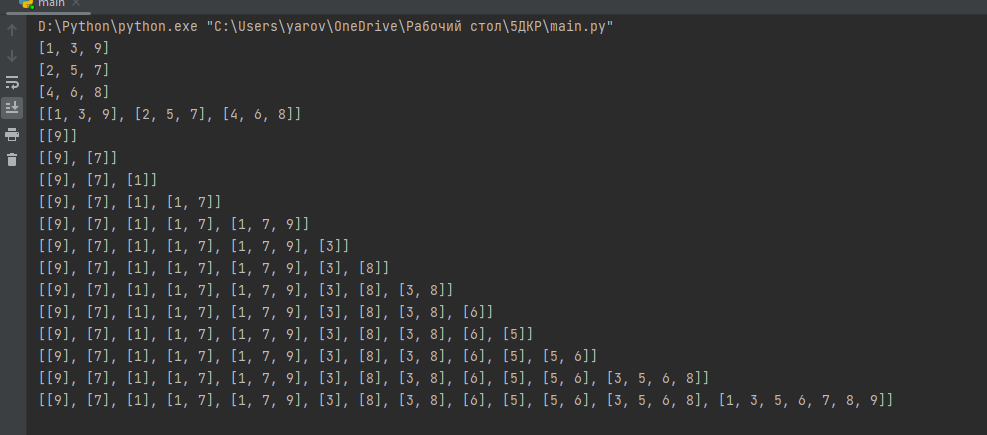 main
D:\Python\python.exe "C:\Users\yarov\OneDrive\Рабочий стол\5ДКР\main.py"
[1, 3, 9]
[2, 5, 7]
[4, 6, 8]
[[1, 3, 9], [2, 5, 7], [4, 6, 8]]
[[9]]
[[9], [7]]
[[9], [7], [1]]
[[9], [7], [1], [1, 7]]
[[9], [7], [1], [1, 7], [1, 7, 9]]
[[9], [7], [1], [1, 7], [1, 7, 9], [3]]
[[9], [7], [1], [1, 7], [1, 7, 9], [3], [8]]
[[9], [7], [1], [1, 7], [1, 7, 9], [3], [8], [3, 8]]
[[9], [7], [1], [1, 7], [1, 7, 9], [3], [8], [3, 8], [6]]
[[9], [7], [1], [1, 7], [1, 7, 9], [3], [8], [3, 8], [6], [5]]
[[9], [7], [1], [1, 7], [1, 7, 9], [3], [8], [3, 8], [6], [5], [5, 6]]
[[9], [7], [1], [1, 7], [1, 7, 9], [3], [8], [3, 8], [6], [5], [5, 6], [3, 5, 6, 8]]
[[9], [7], [1], [1, 7], [1, 7, 9], [3], [8], [3, 8], [6], [5], [5, 6], [3, 5, 6, 8], [1, 3, 5, 6, 7, 8, 9]]